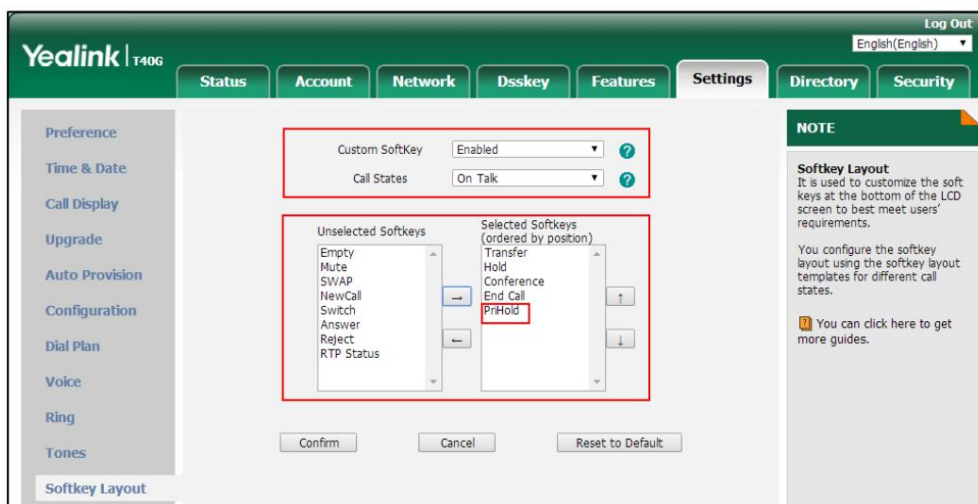 Log Out
English(English)
Yealink T40G
Status Account Network Dsskey Features Settings Directory Security
Preference
Time & Date
Call Display
Upgrade
Auto Provision
Configuration
Dial Plan
Voice
Ring
Tones
Softkey Layout
Custom SoftKey Enabled ?
Call States On Talk ?
Unselected Softkeys
Empty
Mute
SWAP
NewCall
Switch
Answer
Reject
RTP Status
Selected Softkeys
(ordered by position)
Transfer
Hold
Conference
End Call
PriHold
Confirm Cancel Reset to Default
NOTE
Softkey Layout
It is used to customize the soft
keys at the bottom of the LCD
screen to best meet users'
requirements.
You configure the softkey
layout using the softkey layout
templates for different call
states.
You can click here to get
more guides.